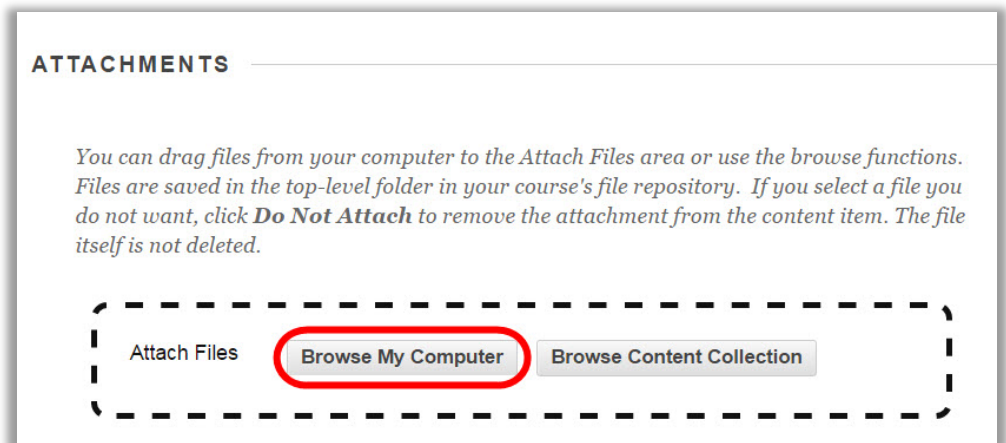 ATTACHMENTS
You can drag files from your computer to the Attach Files area or use the browse functions.
Files are saved in the top-level folder in your course's file repository.  If you select a file you
do not want, click Do Not Attach to remove the attachment from the content item. The file
itself is not deleted.
Attach Files Browse My Computer Browse Content Collection